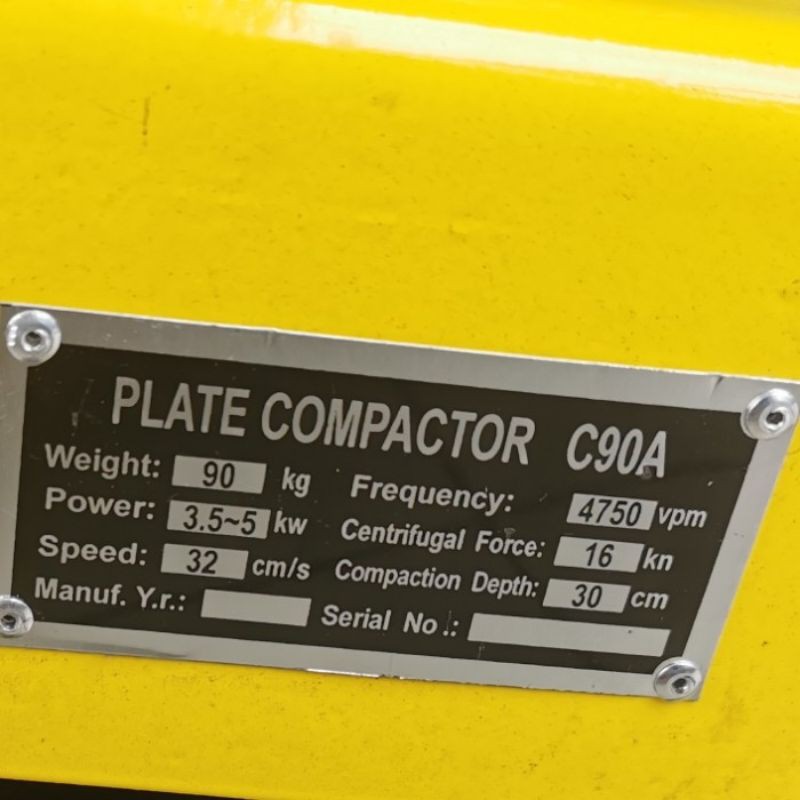 PLATE COMPACTOR C90A
Weight: 90 kg Frequency: 4750 vpm
Power: 3.5~5 kw Centrifugal Force: 16 kn
Speed: 32 cm/s Compaction Depth: 30 cm
Manuf. Y.r.: Serial No.: